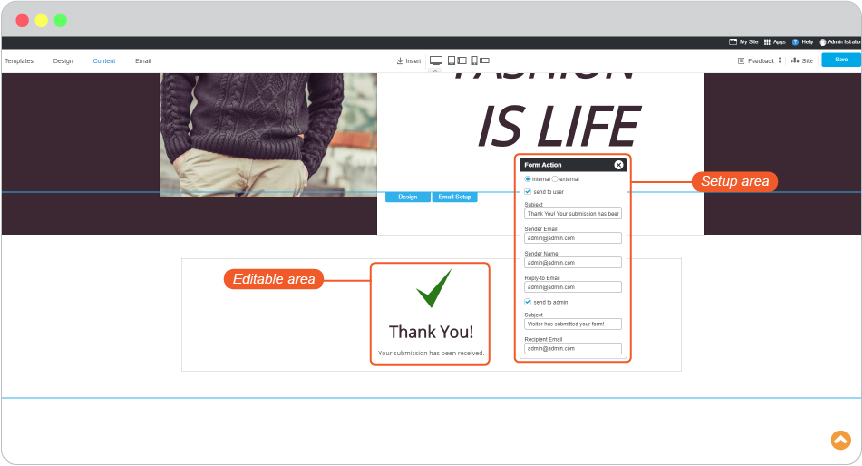 My Site Apps ? Help
Templates Design Content Email Insert Feedback Site Save
FASHION
IS LIFE
Form Action
internal external
Setup area
send to user
Design Email Setup
Subject
Thank You! Your submission has been
Sender Email
admin@admin.com
Sender Name
admin@admin.com
Editable area
Reply-to Email
admin@admin.com
send to admin
Subject
Visitor has submitted your form!
Thank You!
Recipient Email
admin@admin.com
Your submission has been received.